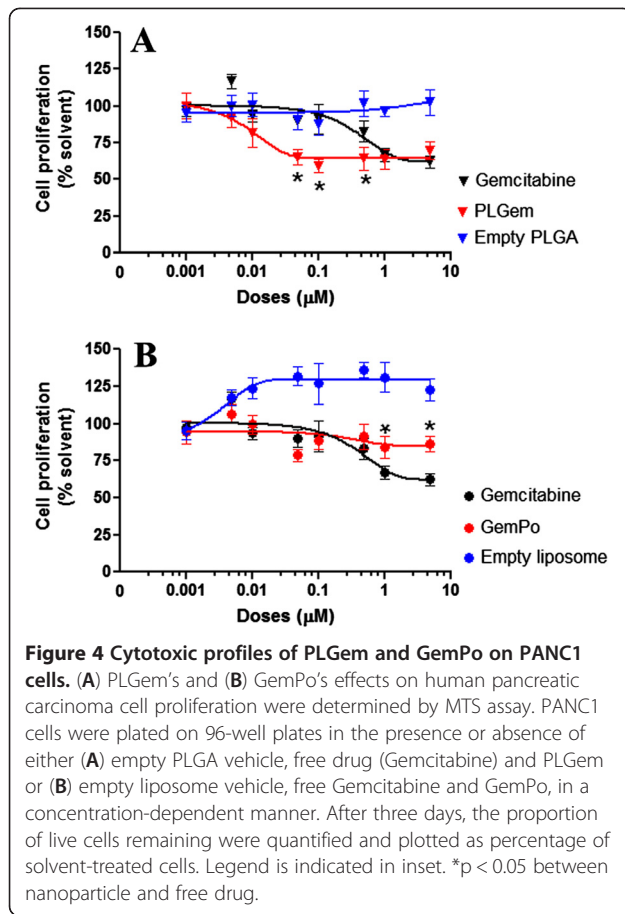 A
150
125
100
75
50
25
0
Cell proliferation
(% solvent)
* * *
Gemcitabine
PLGem
Empty PLGA
0 0.001 0.01 0.1 1 10
Doses (μM)
B
150
125
100
75
50
25
0
Cell proliferation
(% solvent)
* *
Gemcitabine
GemPo
Empty liposome
0 0.001 0.01 0.1 1 10
Doses (μM)
Figure 4 Cytotoxic profiles of PLGem and GemPo on PANC1
cells. (A) PLGem's and (B) GemPo's effects on human pancreatic
carcinoma cell proliferation were determined by MTS assay. PANC1
cells were plated on 96-well plates in the presence or absence of
either (A) empty PLGA vehicle, free drug (Gemcitabine) and PLGem
or (B) empty liposome vehicle, free Gemcitabine and GemPo, in a
concentration-dependent manner. After three days, the proportion
of live cells remaining were quantified and plotted as percentage of
solvent-treated cells. Legend is indicated in inset. *p < 0.05 between
nanoparticle and free drug.